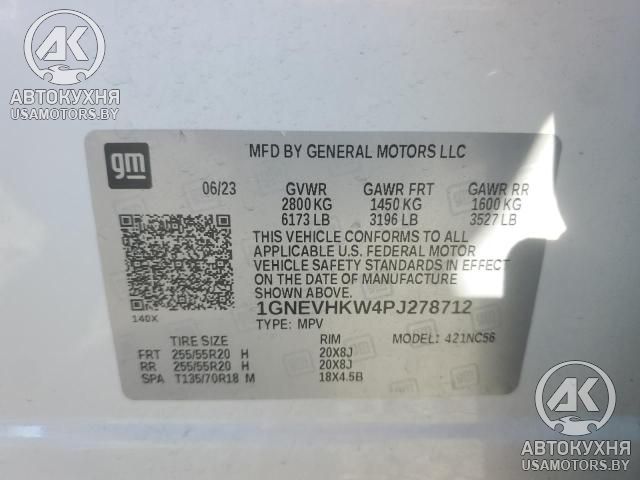 AK
АВТОКУХНЯ
USAMOTORS.BY
gm
MFD BY GENERAL MOTORS LLC
06/23 GVWR GAWR FRT GAWR RR
2800 KG 1450 KG 1600 KG
6173 LB 3196 LB 3527 LB
THIS VEHICLE CONFORMS TO ALL
APPLICABLE U.S. FEDERAL MOTOR
VEHICLE SAFETY STANDARDS IN EFFECT
ON THE DATE OF MANUFACTURE
SHOWN ABOVE.
1GNEVHKW4PJ278712
140X
TYPE: MPV MODEL: 421NC56
TIRE SIZE RIM
FRT 255/55R20 H 20X8J
RR 255/55R20 H 20X8J
SPA T135/70R18 M 18X4.5B
AK
АВТОКУХНЯ
USAMOTORS.BY